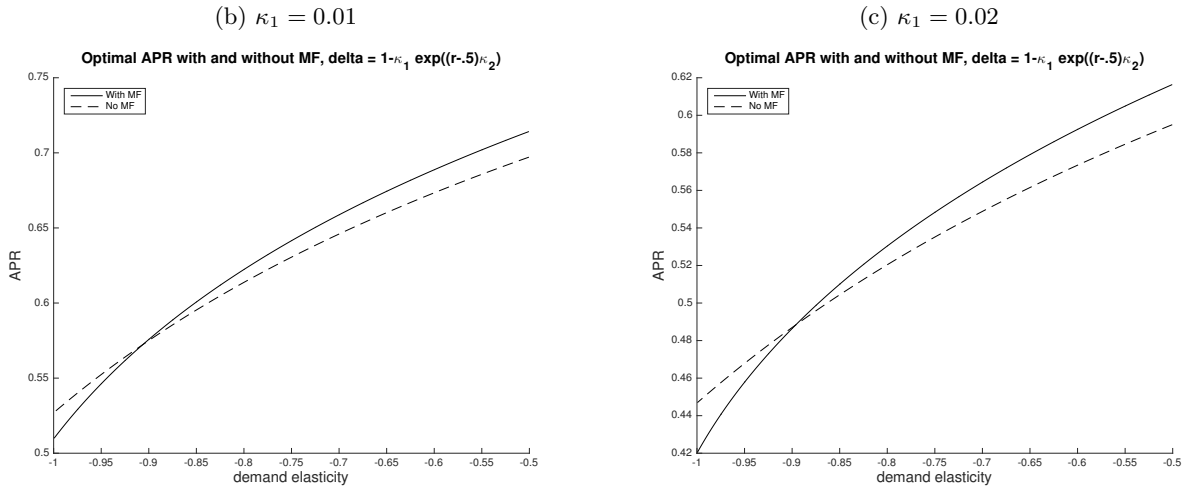 (b) κ₁ = 0.01
Optimal APR with and without MF, delta = 1-κ₁ exp((r-.5)κ₂)
With MF
No MF
APR
0.75
0.7
0.65
0.6
0.55
0.5
-1 -0.95 -0.9 -0.85 -0.8 -0.75 -0.7 -0.65 -0.6 -0.55 -0.5
demand elasticity
(c) κ₁ = 0.02
Optimal APR with and without MF, delta = 1-κ₁ exp((r-.5)κ₂)
With MF
No MF
APR
0.62
0.6
0.58
0.56
0.54
0.52
0.5
0.48
0.46
0.44
0.42
-1 -0.95 -0.9 -0.85 -0.8 -0.75 -0.7 -0.65 -0.6 -0.55 -0.5
demand elasticity